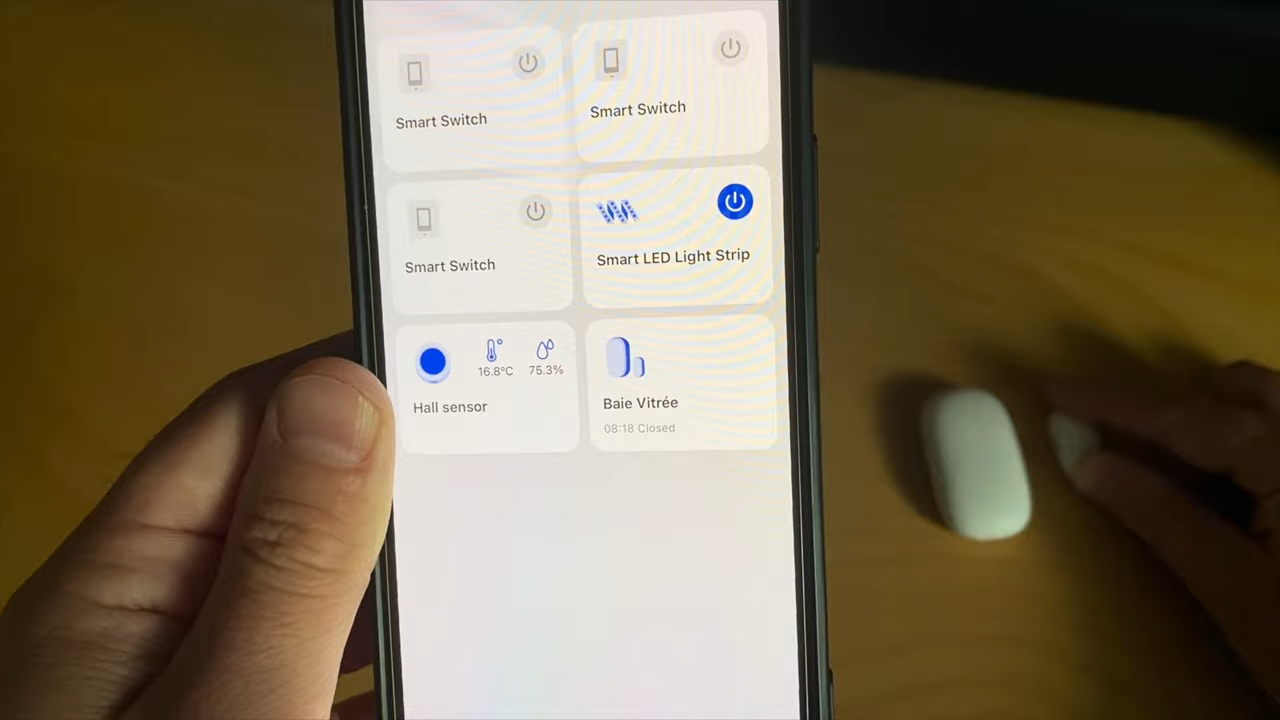 Smart Switch
Smart Switch
Smart Switch
Smart LED Light Strip
16.8°C
75.3%
Hall sensor
Baie Vitrée
08:18 Closed